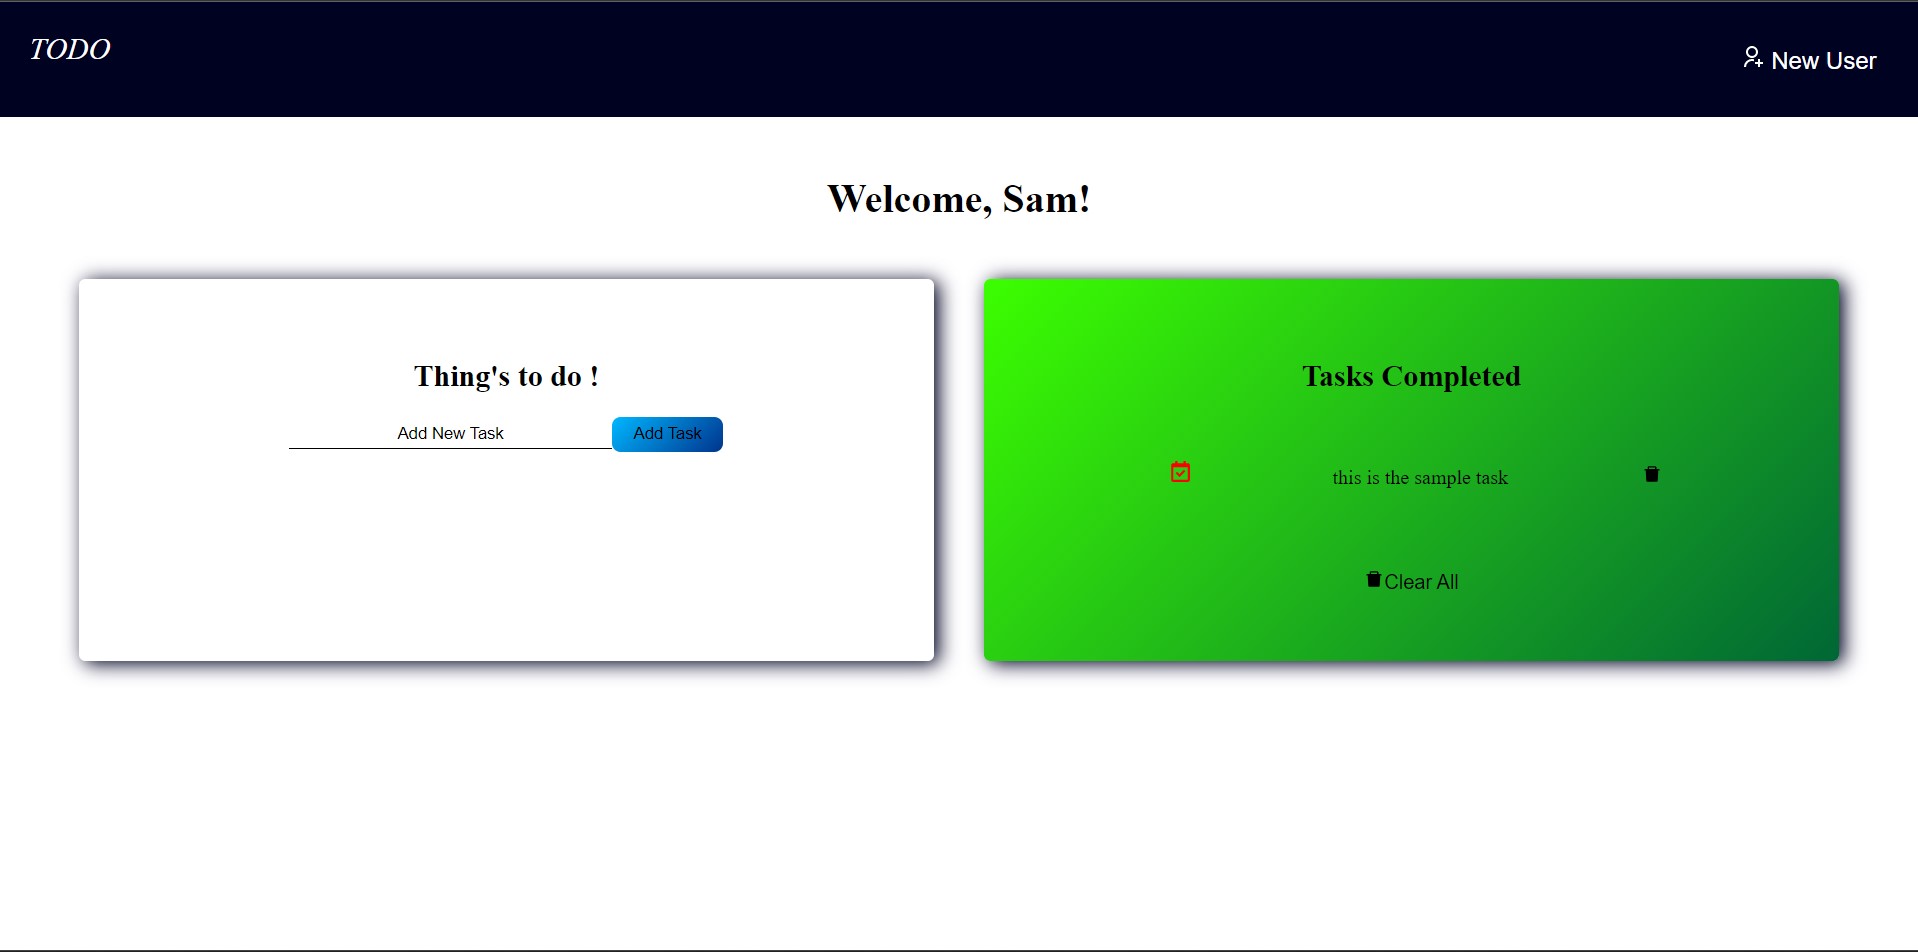 TODO
New User
Welcome, Sam!
Thing's to do !
Add New Task
Add Task
Tasks Completed
this is the sample task
Clear All